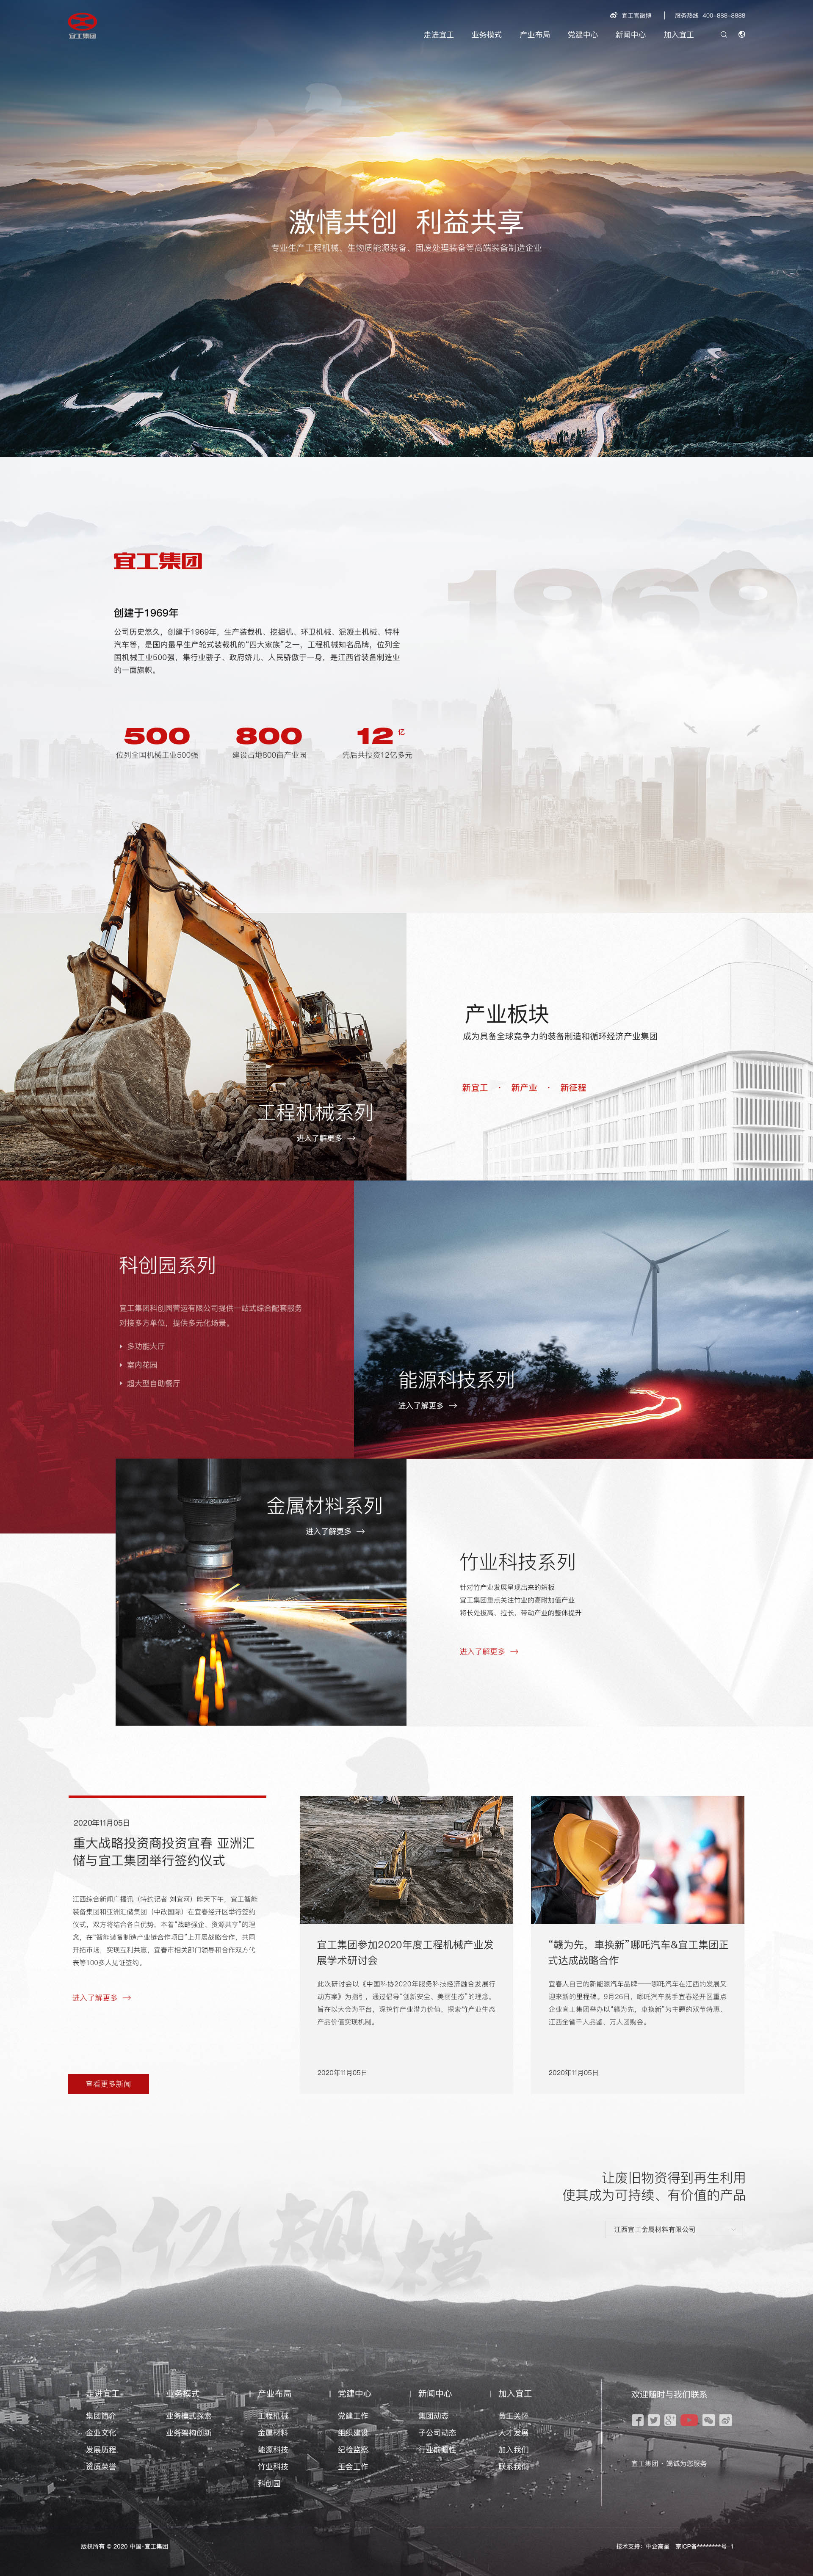 宜工集团
宜工官微博
服务热线 400-888-8888
走进宜工 业务模式 产业布局 党建中心 新闻中心 加入宜工
激情共创 利益共享
专业生产工程机械、生物质能源装备、固废处理装备等高端装备制造企业
1969
宜工集团
创建于1969年
公司历史悠久，创建于1969年，生产装载机、挖掘机、环卫机械、混凝土机械、特种
汽车等，是国内最早生产轮式装载机的“四大家族”之一，工程机械知名品牌，位列全
国机械工业500强，集行业骄子、政府娇儿、人民骄傲于一身，是江西省装备制造业
的一面旗帜。
500 800 12 亿
位列全国机械工业500强 建设占地800亩产业园 先后共投资12亿多元
工程机械系列
进入了解更多
产业板块
成为具备全球竞争力的装备制造和循环经济产业集团
新宜工 · 新产业 · 新征程
科创园系列
宜工集团科创园营运有限公司提供一站式综合配套服务
对接多方单位，提供多元化场景。
多功能大厅
室内花园
超大型自助餐厅
能源科技系列
进入了解更多
金属材料系列
进入了解更多
竹业科技系列
针对竹产业发展呈现出来的短板
宜工集团重点关注竹业的高附加值产业
将长处拔高、拉长，带动产业的整体提升
进入了解更多
2020年11月05日
重大战略投资商投资宜春 亚洲汇
储与宜工集团举行签约仪式
江西综合新闻广播讯（特约记者 刘宣河）昨天下午，宜工智能
装备集团和亚洲汇储集团（中改国际）在宜春经开区举行签约
仪式，双方将结合各自优势，本着“战略强企、资源共享”的理
念，在“智能装备制造产业链合作项目”上开展战略合作，共同
开拓市场，实现互利共赢，宜春市相关部门领导和合作双方代
表等100多人见证签约。
进入了解更多
查看更多新闻
宜工集团参加2020年度工程机械产业发
展学术研讨会
此次研讨会以《中国科协2020年服务科技经济融合发展行
动方案》为指引，通过倡导“创新安全、美丽生态”的理念，
旨在以大会为平台，深挖竹产业潜力价值，探索竹产业生态
产品价值实现机制。
2020年11月05日
“赣为先，車换新”哪吒汽车&宜工集团正
式达成战略合作
宜春人自己的新能源汽车品牌——哪吒汽车在江西的发展又
迎来新的里程碑。9月26日，哪吒汽车携手宜春经开区重点
企业宜工集团举办以“赣为先，車换新”为主题的双节特惠、
江西全省千人品鉴、万人团购会。
2020年11月05日
让废旧物资得到再生利用
使其成为可持续、有价值的产品
江西宜工金属材料有限公司
百亿规模
走进宜工 业务模式 产业布局 党建中心 新闻中心 加入宜工
集团简介 业务模式探索 工程机械 党建工作 集团动态 员工关怀
企业文化 业务架构创新 金属材料 组织建设 子公司动态 人才发展
发展历程 能源科技 纪检监察 行业前瞻性 加入我们
资质荣誉 竹业科技 工会工作 联系我们
科创园
欢迎随时与我们联系
宜工集团 · 竭诚为您服务
版权所有 © 2020 中国·宜工集团
技术支持：中企高呈 京ICP备********号-1